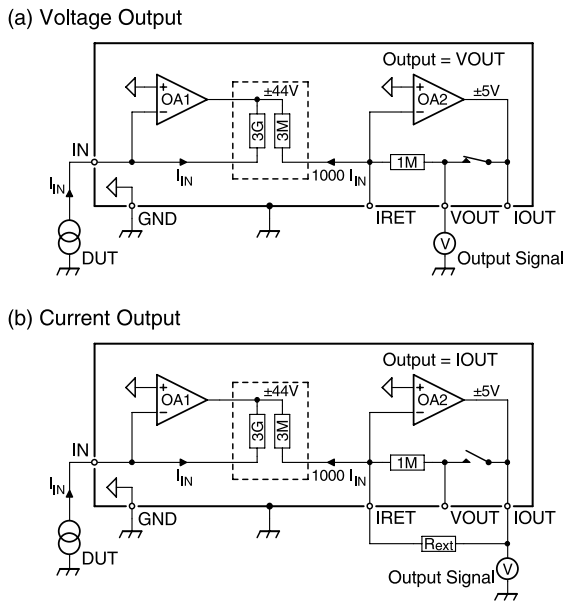 (a) Voltage Output
Output = VOUT
±44V
±5V
OA1
OA2
3G
3M
IN
1M
IIN
IIN
1000 IIN
GND
IRET
VOUT
IOUT
DUT
V
Output Signal
(b) Current Output
Output = IOUT
±44V
±5V
OA1
OA2
3G
3M
IN
1M
IIN
IIN
1000 IIN
GND
IRET
VOUT
IOUT
Rext
DUT
V
Output Signal